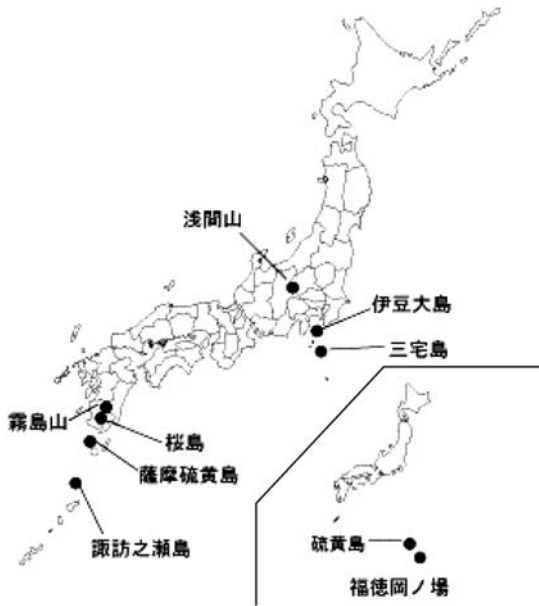 浅間山
伊豆大島
三宅島
霧島山
桜島
薩摩硫黄島
諏訪之瀬島
硫黄島
福徳岡ノ場